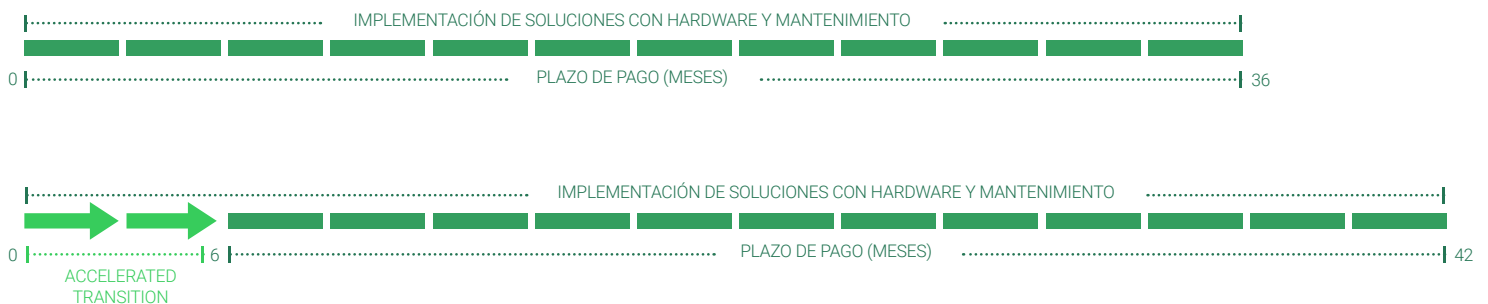 IMPLEMENTACIÓN DE SOLUCIONES CON HARDWARE Y MANTENIMIENTO
0 PLAZO DE PAGO (MESES) 36
IMPLEMENTACIÓN DE SOLUCIONES CON HARDWARE Y MANTENIMIENTO
0 6 PLAZO DE PAGO (MESES) 42
ACCELERATED
TRANSITION